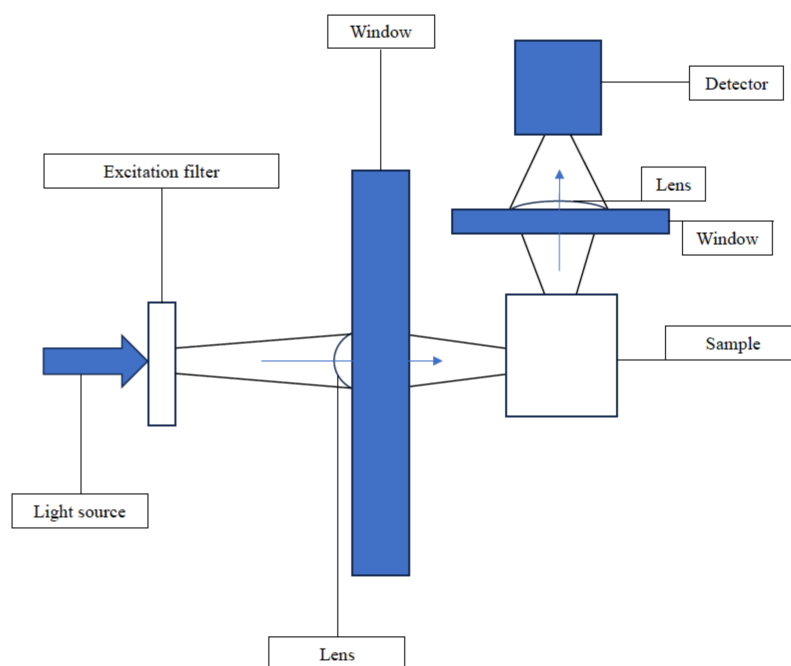 Window
Detector
Excitation filter
Lens
Window
Sample
Light source
Lens